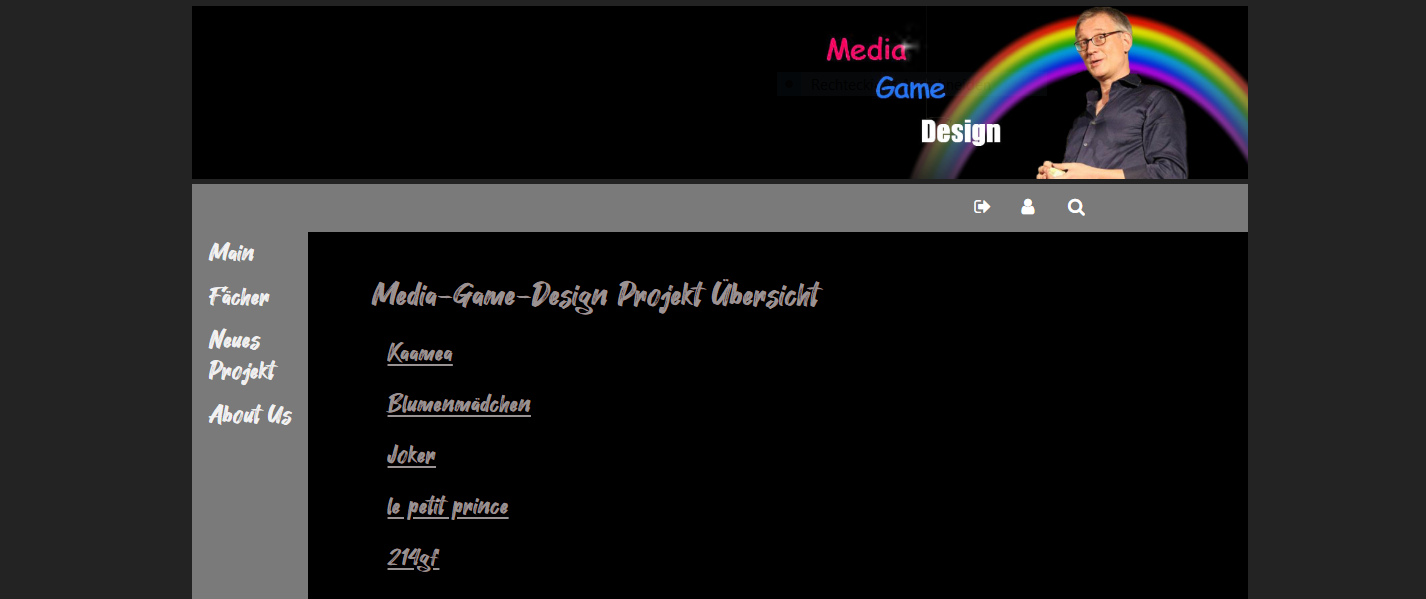 Media
Game
Design
Main
Fächer
Neues
Projekt
About Us
Media-Game-Design Projekt Übersicht
Kaamea
Blumenmädchen
Joker
le petit prince
214gf